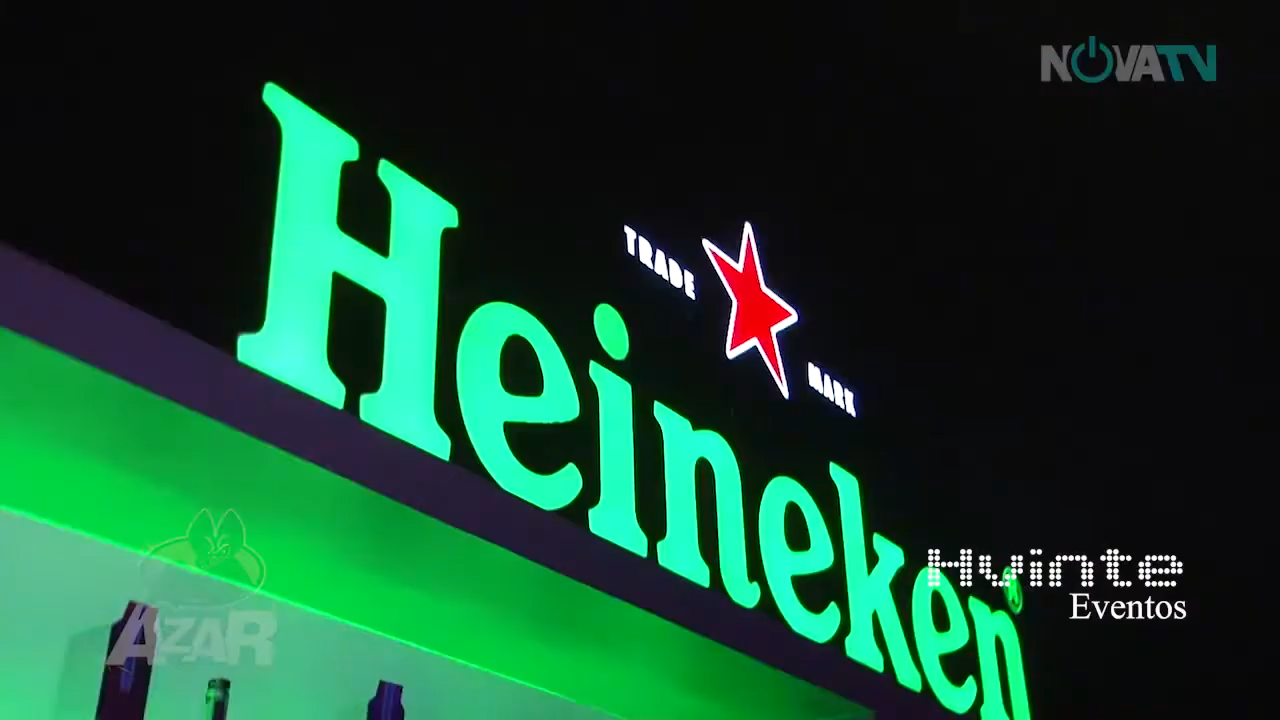 NOVATV
TRADE MARK
Heineken®
Hvinte
Eventos
AZAR